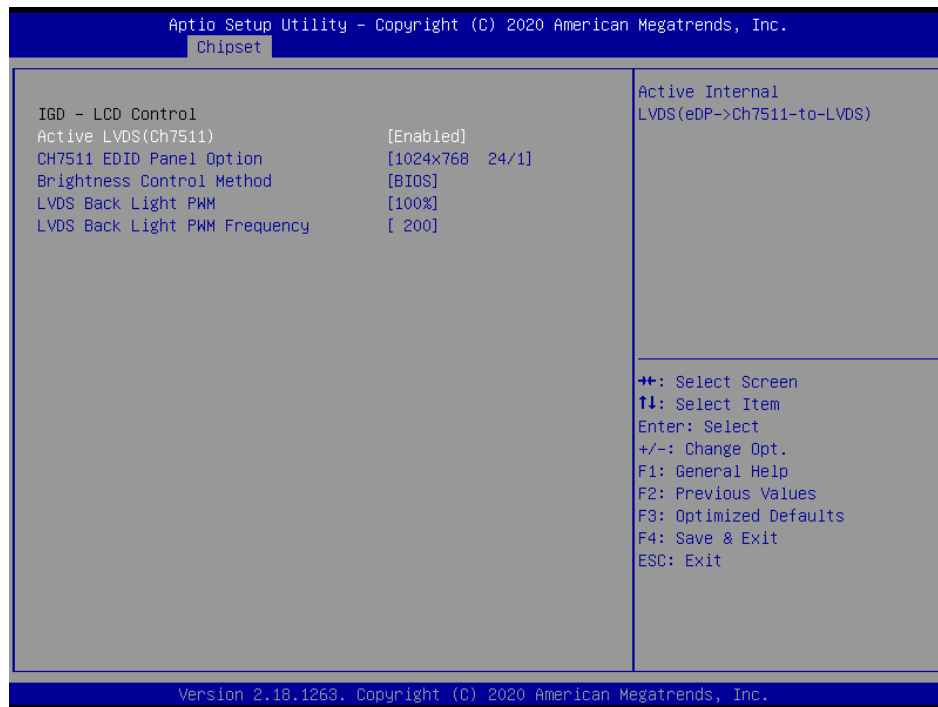 Aptio Setup Utility – Copyright (C) 2020 American Megatrends, Inc.
Chipset
IGD – LCD Control
Active LVDS(Ch7511) [Enabled]
CH7511 EDID Panel Option [1024x768 24/1]
Brightness Control Method [BIOS]
LVDS Back Light PWM [100%]
LVDS Back Light PWM Frequency [ 200]
Active Internal
LVDS(eDP->Ch7511-to-LVDS)
→←: Select Screen
↑↓: Select Item
Enter: Select
+/-: Change Opt.
F1: General Help
F2: Previous Values
F3: Optimized Defaults
F4: Save & Exit
ESC: Exit
Version 2.18.1263. Copyright (C) 2020 American Megatrends, Inc.